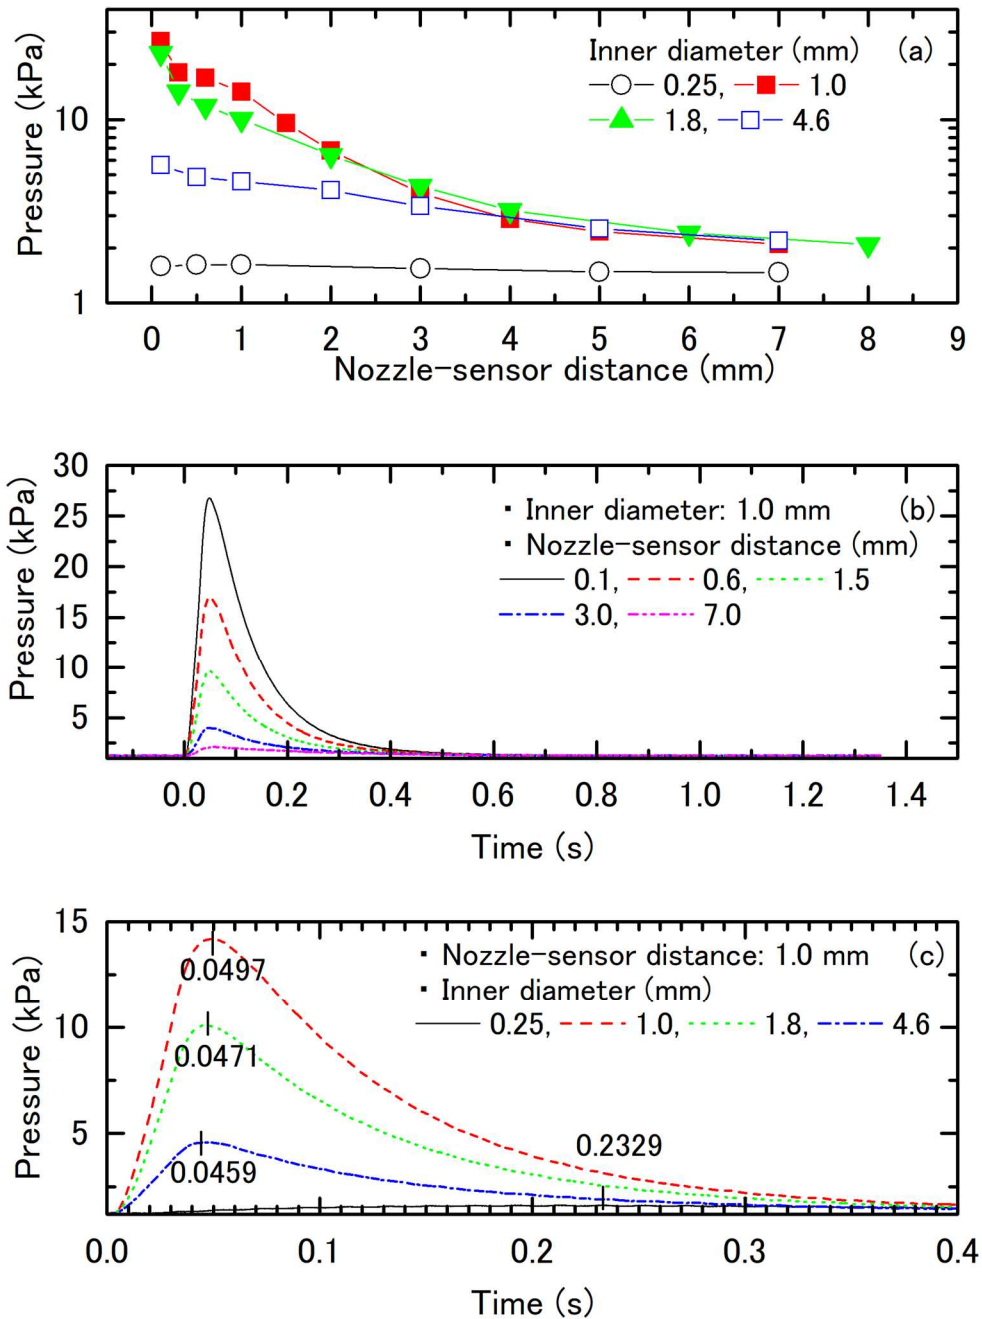 Inner diameter (mm) (a)
0.25, 1.0
1.8, 4.6
Pressure (kPa)
10
1
0 1 2 3 4 5 6 7 8 9
Nozzle-sensor distance (mm)
30
25
20
15
10
5
Pressure (kPa)
▪ Inner diameter: 1.0 mm (b)
▪ Nozzle-sensor distance (mm)
0.1, 0.6, 1.5
3.0, 7.0
0.0 0.2 0.4 0.6 0.8 1.0 1.2 1.4
Time (s)
15
10
5
Pressure (kPa)
▪ Nozzle-sensor distance: 1.0 mm (c)
▪ Inner diameter (mm)
0.25, 1.0, 1.8, 4.6
0.0497
0.0471
0.0459
0.2329
0.0 0.1 0.2 0.3 0.4
Time (s)